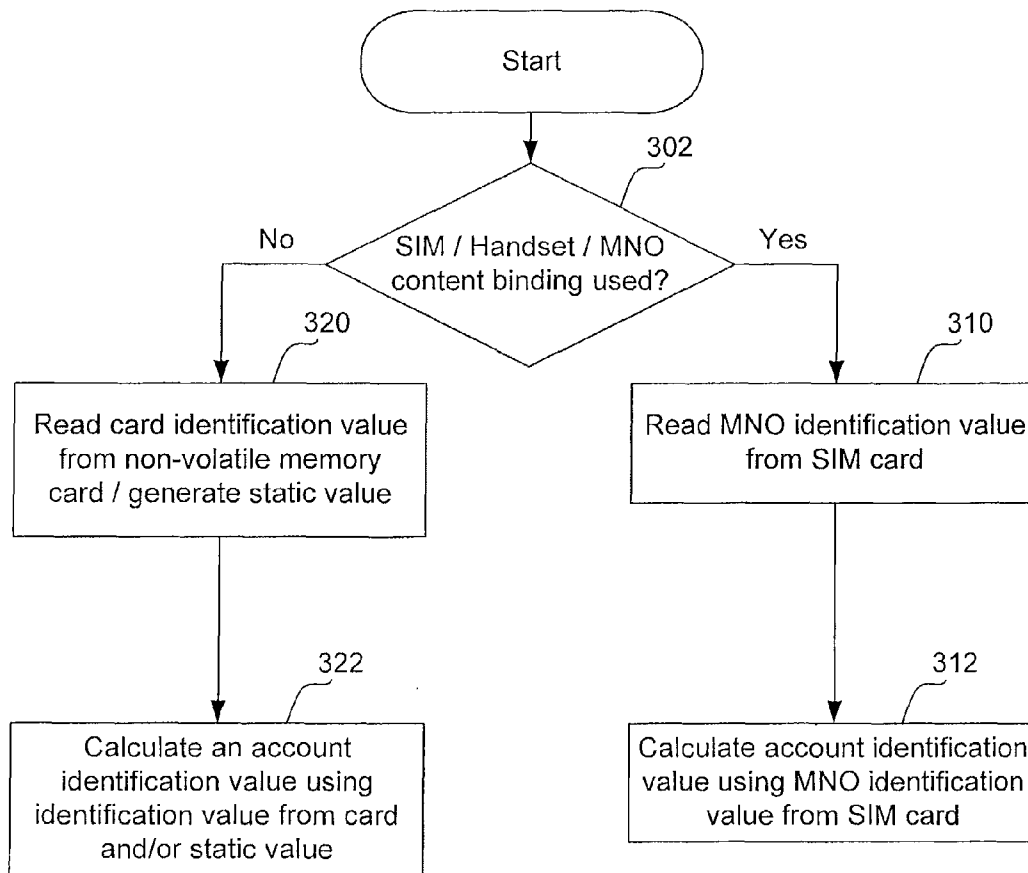 Start
302
No
SIM / Handset / MNO
content binding used?
Yes
320
310
Read card identification value
from non-volatile memory
card / generate static value
Read MNO identification value
from SIM card
322
312
Calculate an account
identification value using
identification value from card
and/or static value
Calculate account identification
value using MNO identification
value from SIM card